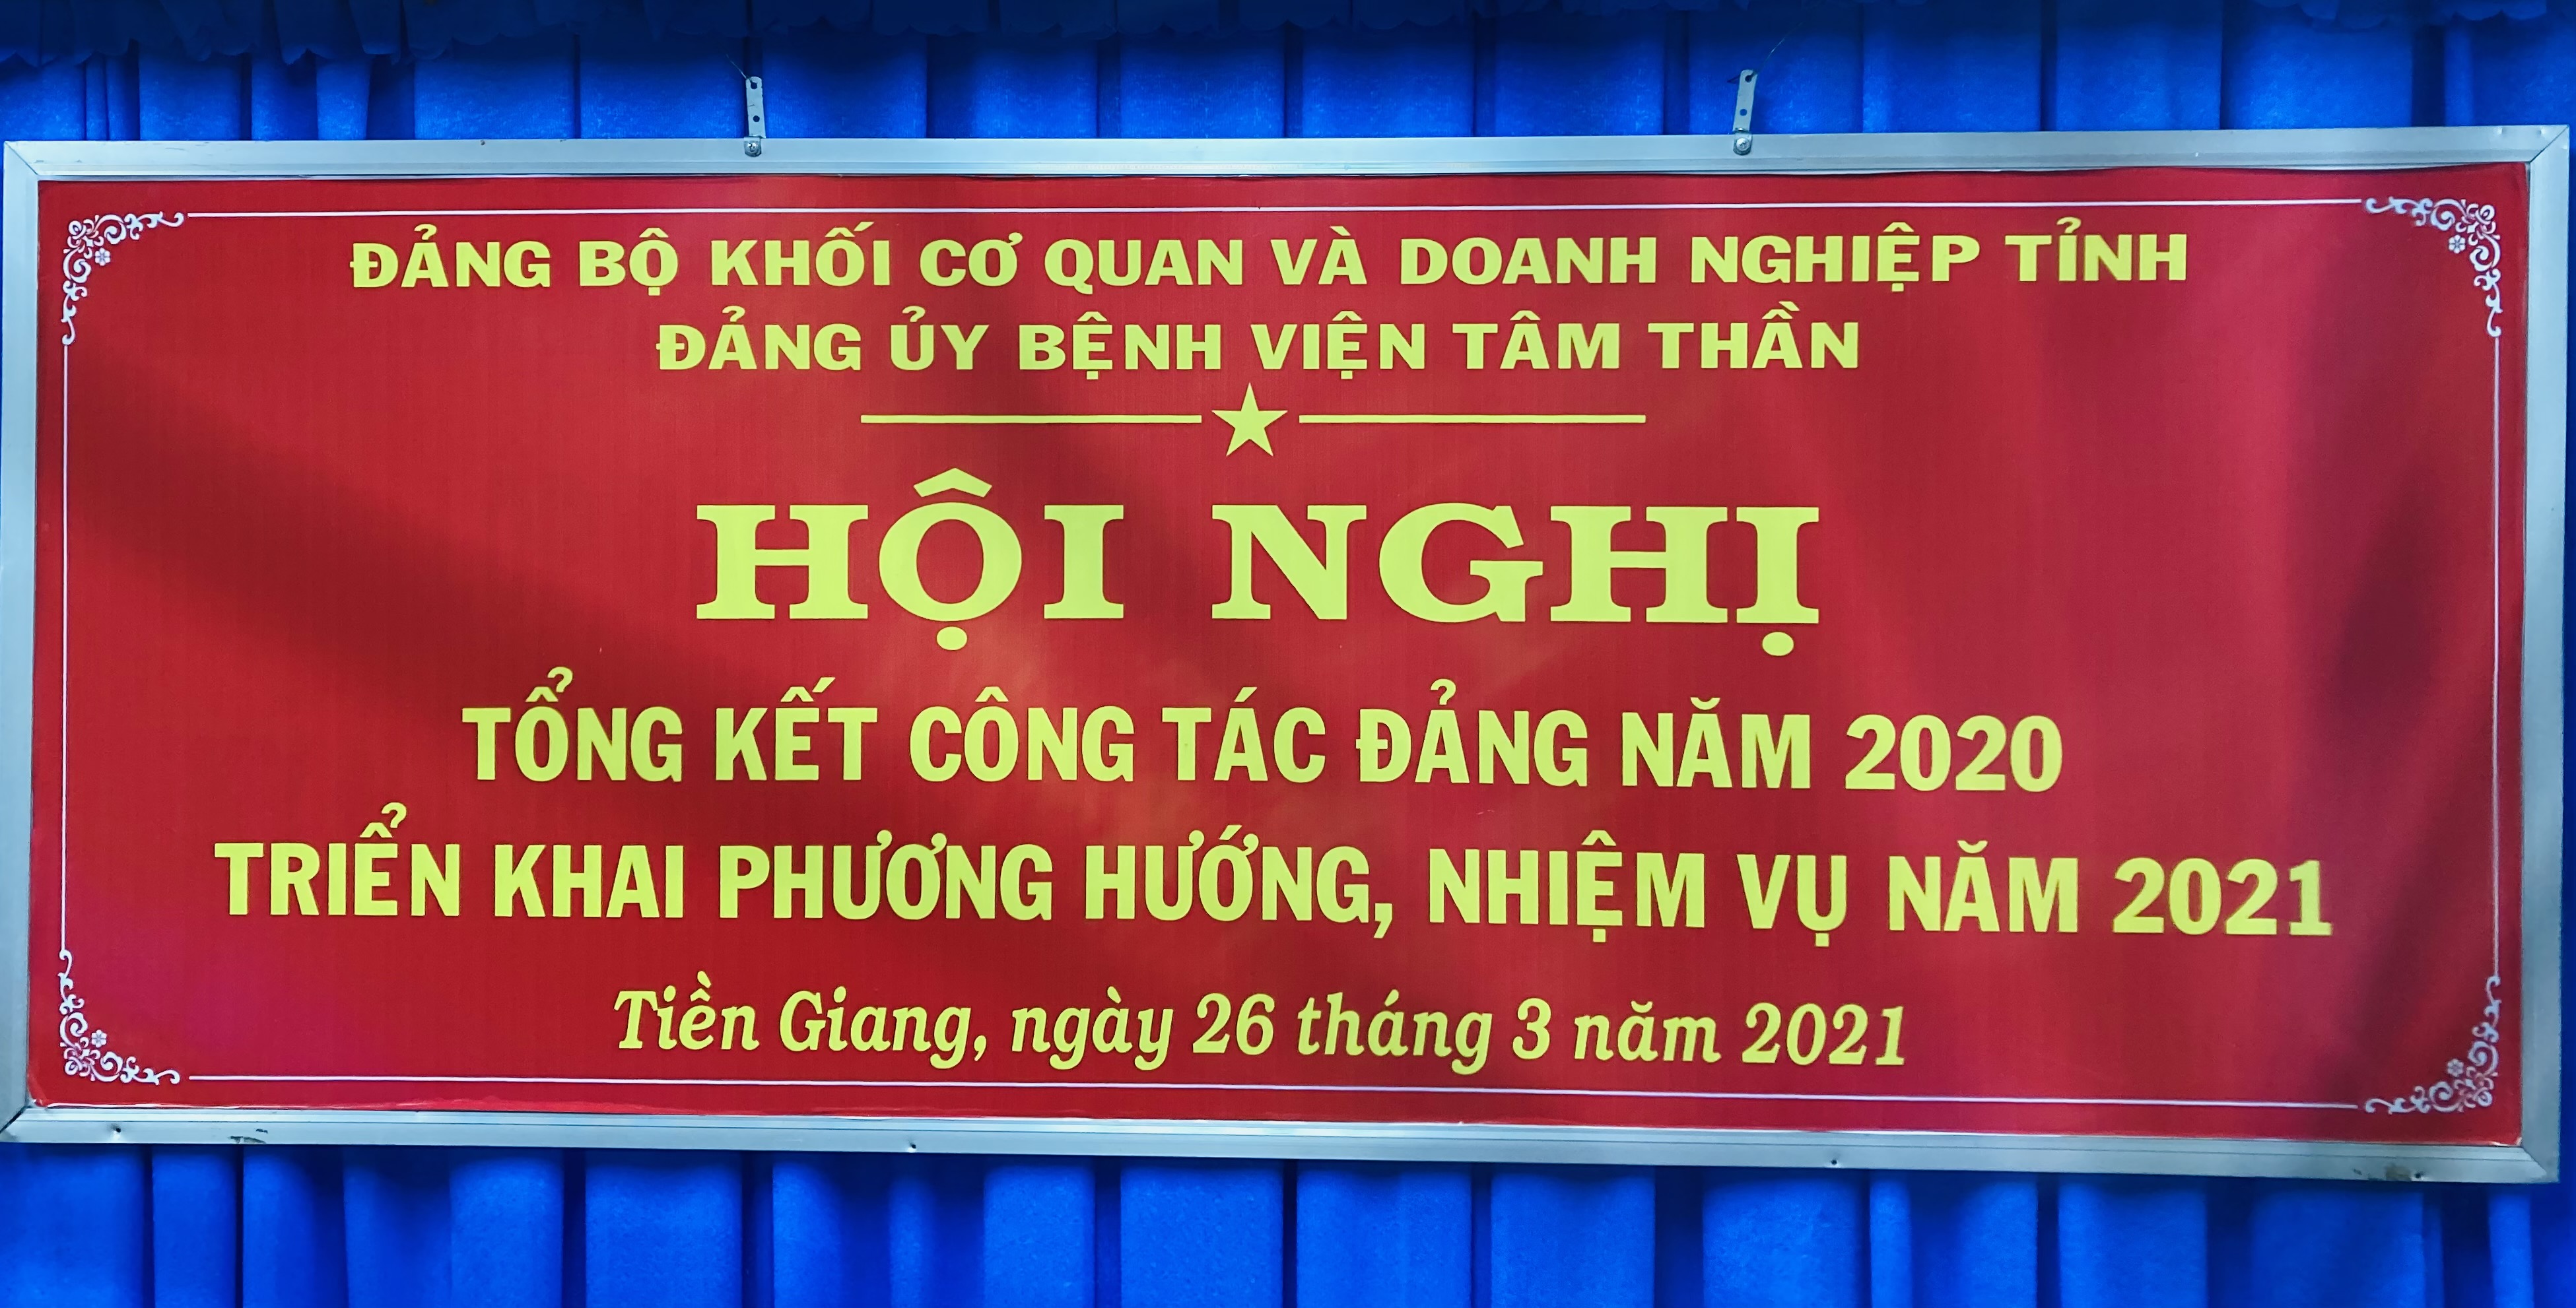 ĐẢNG BỘ KHỐI CƠ QUAN VÀ DOANH NGHIỆP TỈNH
ĐẢNG ỦY BỆNH VIỆN TÂM THẦN
HỘI NGHỊ
TỔNG KẾT CÔNG TÁC ĐẢNG NĂM 2020
TRIỂN KHAI PHƯƠNG HƯỚNG, NHIỆM VỤ NĂM 2021
Tiền Giang, ngày 26 tháng 3 năm 2021